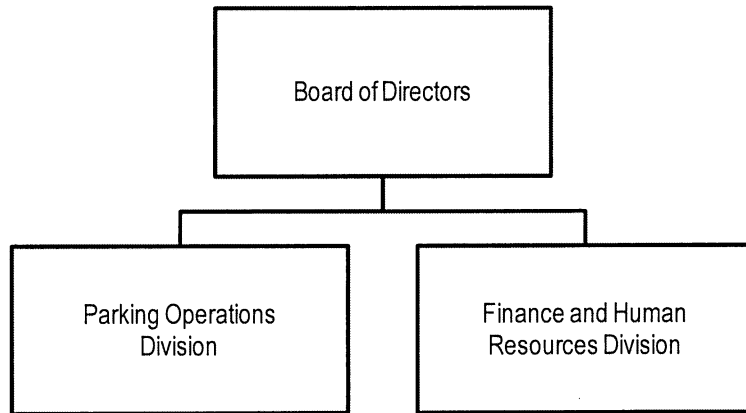 Board of Directors
Parking Operations
Division
Finance and Human
Resources Division